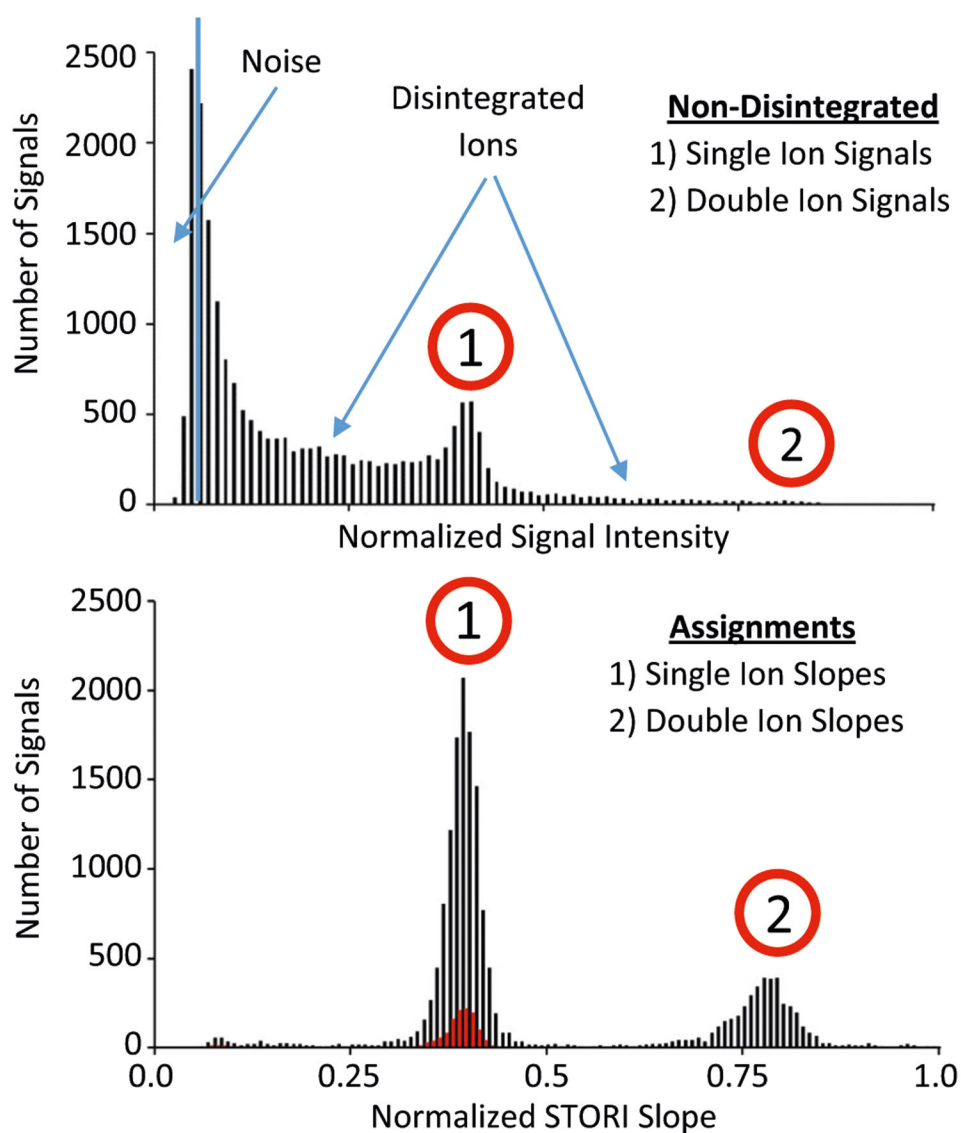 2500
2000
1500
1000
500
0
Number of Signals
Noise
Disintegrated
Ions
Non-Disintegrated
1) Single Ion Signals
2) Double Ion Signals
1
2
Normalized Signal Intensity
2500
2000
1500
1000
500
0
Number of Signals
1
2
Assignments
1) Single Ion Slopes
2) Double Ion Slopes
0.0
0.25
0.5
0.75
1.0
Normalized STORI Slope